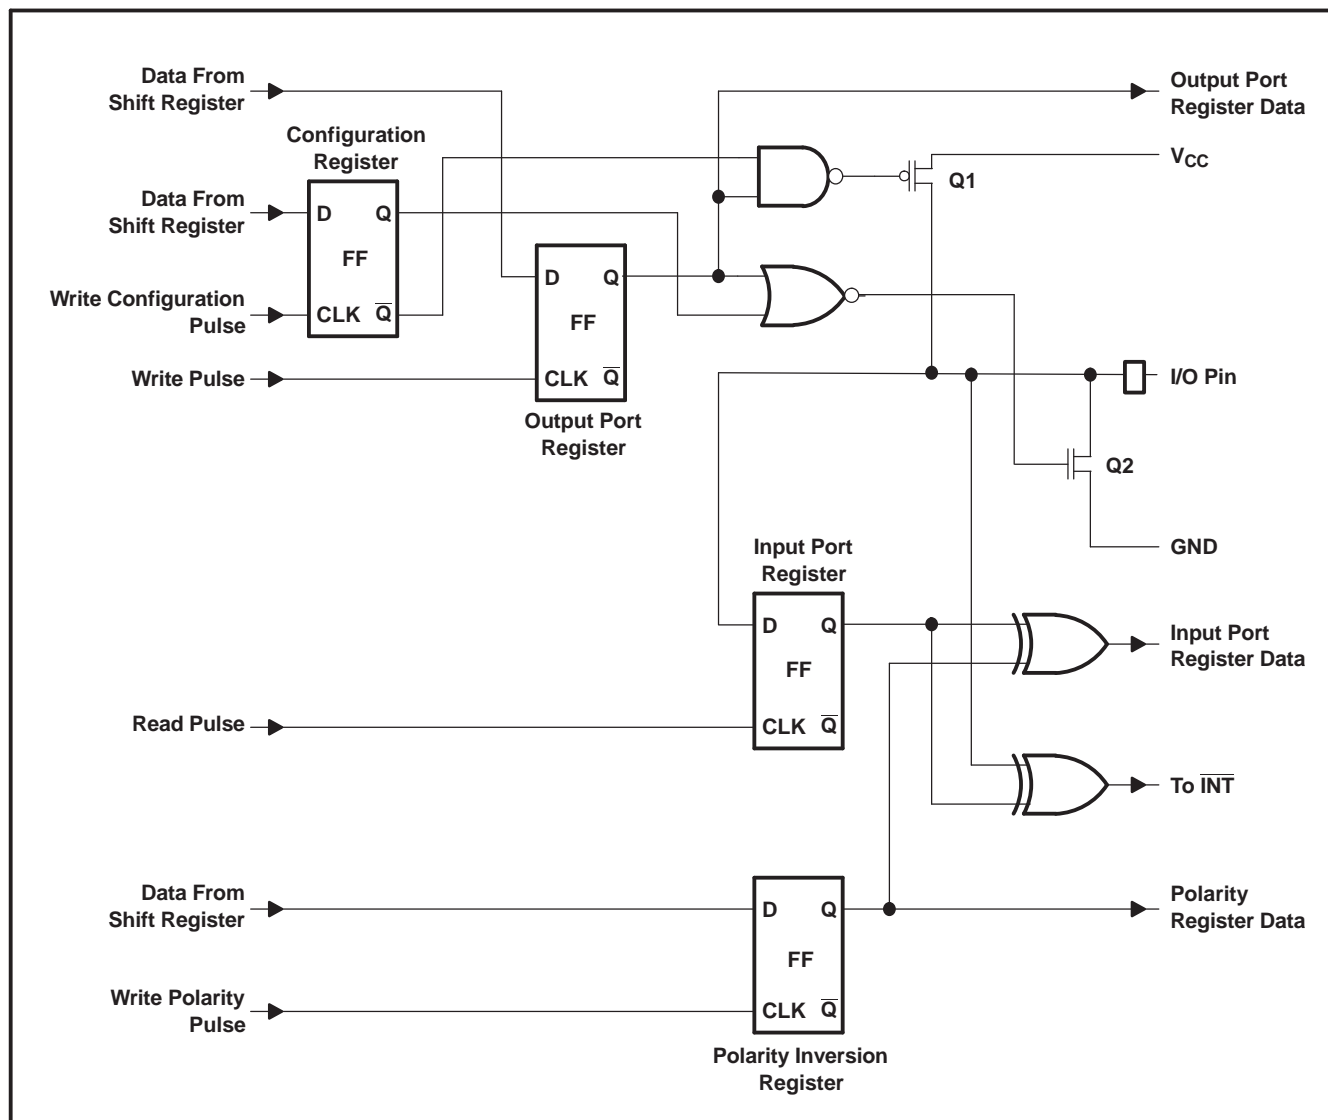 Data From
Shift Register
Output Port
Register Data
Configuration
Register
VCC
Q1
Data From
Shift Register
D
Q
FF
D
Q
Write Configuration
Pulse
CLK
Q
FF
Write Pulse
CLK
Q
I/O Pin
Output Port
Register
Q2
GND
Input Port
Register
D
Q
Input Port
Register Data
FF
Read Pulse
CLK
Q
To INT
Data From
Shift Register
D
Q
Polarity
Register Data
FF
Write Polarity
Pulse
CLK
Q
Polarity Inversion
Register